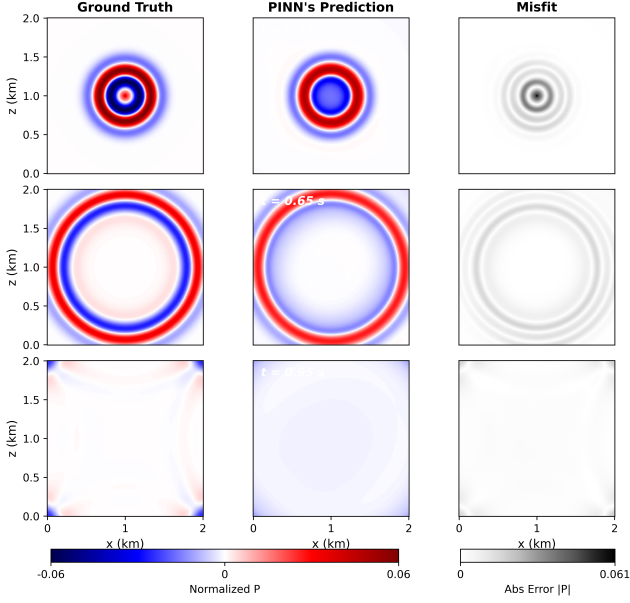 Ground Truth PINN's Prediction Misfit
2.0
1.5
z (km) 1.0
0.5
0.0
2.0
t = 0.65 s
1.5
z (km) 1.0
0.5
0.0
2.0
1.5
z (km) 1.0
0.5
0.0
0 1 2 0 1 2 0 1 2
x (km) x (km) x (km)
-0.06 0 0.06 0 0.061
Normalized P Abs Error |P|